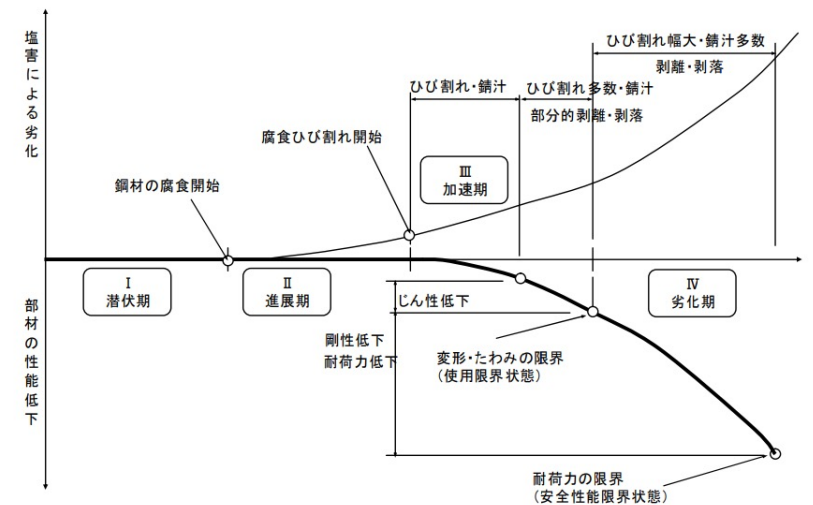 塩害による劣化
ひび割れ幅大・錆汁多数
剥離・剥落
ひび割れ・錆汁
ひび割れ多数・錆汁
部分的剥離・剥落
腐食ひび割れ開始
Ⅲ
加速期
鋼材の腐食開始
Ⅰ
潜伏期
Ⅱ
進展期
Ⅳ
劣化期
部材の性能低下
じん性低下
剛性低下
耐荷力低下
変形・たわみの限界
（使用限界状態）
耐荷力の限界
（安全性能限界状態）